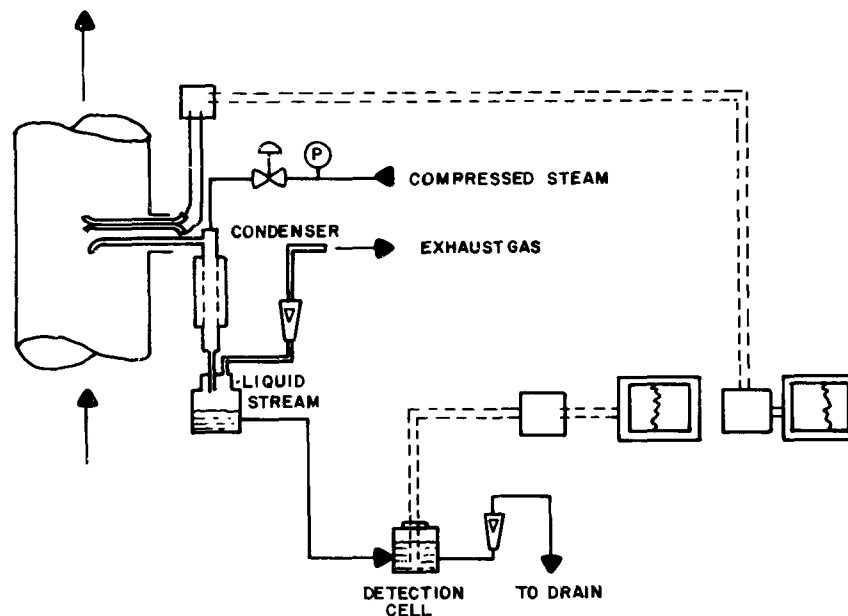 P
COMPRESSED STEAM
CONDENSER
EXHAUST GAS
LIQUID
STREAM
DETECTION
CELL
TO DRAIN